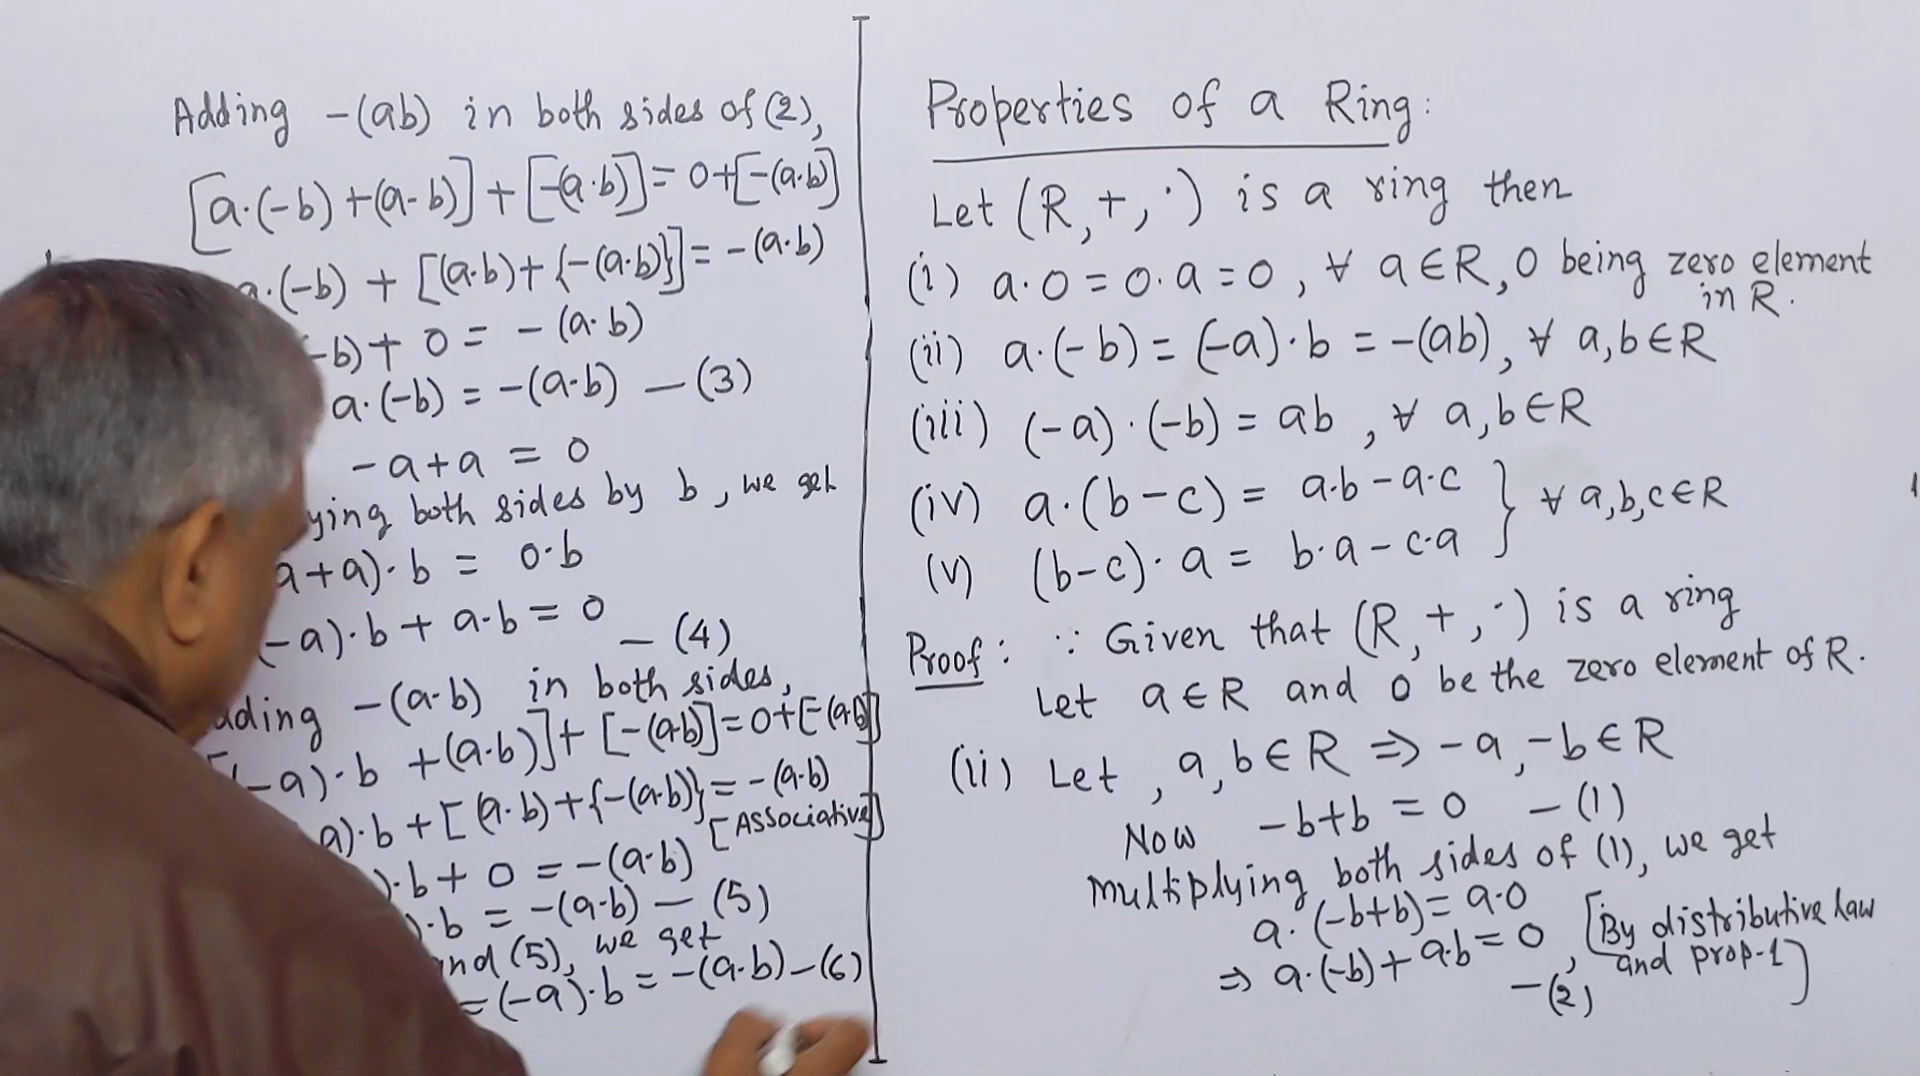 Properties of a Ring:
Let (R, +, ·) is a ring then
(i) a·0 = 0·a = 0, ∀ a∈R, 0 being zero element
in R.
(ii) a·(-b) = (-a)·b = -(ab), ∀ a,b∈R
(iii) (-a)·(-b) = ab, ∀ a,b∈R
(iv) a·(b-c) = a·b - a·c
(v) (b-c)·a = b·a - c·a } ∀ a,b,c∈R
Proof: ∵ Given that (R, +, ·) is a ring
Let a∈R and 0 be the zero element of R.
(ii) Let, a,b∈R ⇒ -a, -b∈R
Now -b+b = 0 — (1)
Multiplying both sides of (1), we get
a·(-b+b) = a·0
⇒ a·(-b) + a·b = 0, [By distributive law
and prop-1]
— (2)
Adding -(ab) in both sides of (2),
[a·(-b) + (a·b)] + [-(a·b)] = 0+[-(a·b)]
a·(-b) + [(a·b) + {-(a·b)}] = -(a·b)
-b) + 0 = -(a·b)
a·(-b) = -(a·b) — (3)
-a+a = 0
both sides by b, we get
a+a)·b = 0·b
-a)·b + a·b = 0 — (4)
-(a·b) in both sides,
-a)·b + (a·b)] + [-(a·b)] = 0+[-(a·b)]
a)·b + [(a·b) + {-(a·b)}] = -(a·b)
[Associative]
)·b + 0 = -(a·b)
)·b = -(a·b) — (5)
(5), we get
= (-a)·b = -(a·b) — (6)